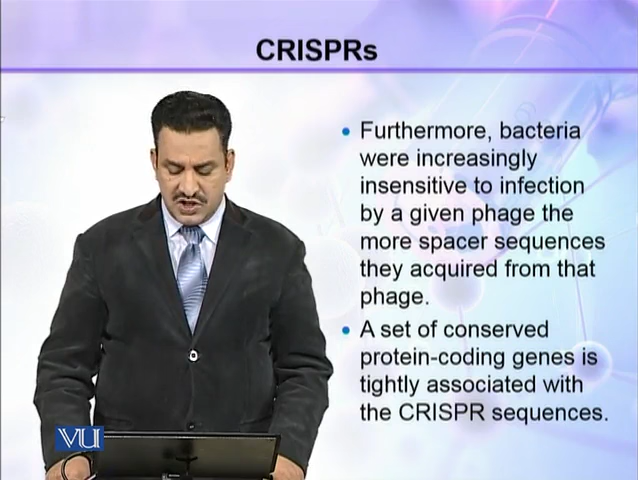 CRISPRs
• Furthermore, bacteria
were increasingly
insensitive to infection
by a given phage the
more spacer sequences
they acquired from that
phage.
• A set of conserved
protein-coding genes is
tightly associated with
the CRISPR sequences.
VU